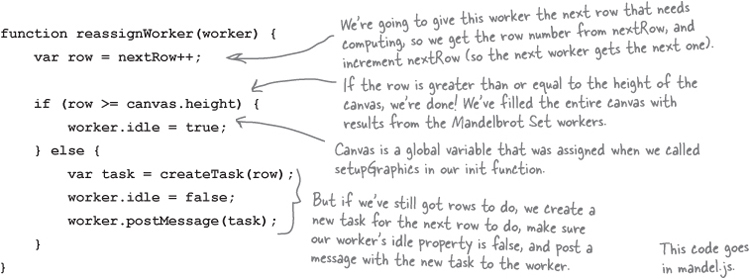 function reassignWorker(worker) {
var row = nextRow++;
if (row >= canvas.height) {
worker.idle = true;
} else {
var task = createTask(row);
worker.idle = false;
worker.postMessage(task);
}
}
We're going to give this worker the next row that needs
computing, so we get the row number from nextRow, and
increment nextRow (so the next worker gets the next one).
If the row is greater than or equal to the height of the
canvas, we're done! We've filled the entire canvas with
results from the Mandelbrot Set workers.
Canvas is a global variable that was assigned when we called
setupGraphics in our init function.
But if we've still got rows to do, we create a
new task for the next row to do, make sure
our worker's idle property is false, and post a
message with the new task to the worker.
This code goes
in mandel.js.